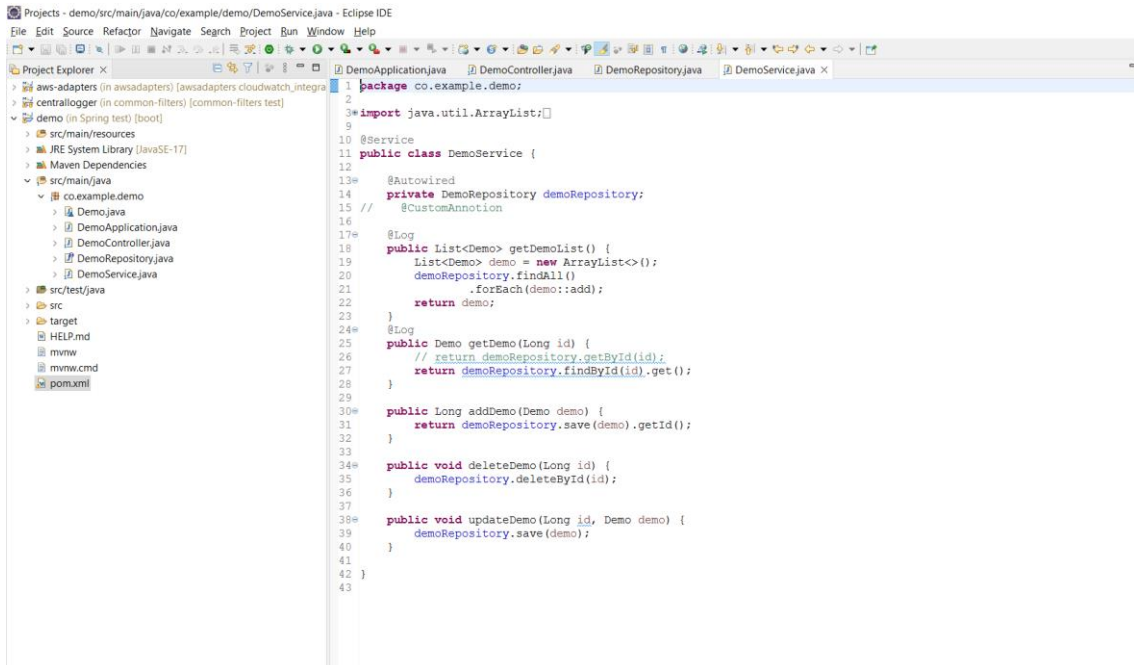 Projects - demo/src/main/java/co/example/demo/DemoService.java - Eclipse IDE
File Edit Source Refactor Navigate Search Project Run Window Help
Project Explorer
DemoApplication.java DemoController.java DemoRepository.java DemoService.java
aws-adapters (in awsadapters) [awsadapters cloudwatch_integra
centrallogger (in common-filters) [common-filters test]
demo (in Spring test) [boot]
src/main/resources
JRE System Library [JavaSE-17]
Maven Dependencies
src/main/java
co.example.demo
Demo.java
DemoApplication.java
DemoController.java
DemoRepository.java
DemoService.java
src/test/java
src
target
HELP.md
mvnw
mvnw.cmd
pom.xml
1 package co.example.demo;
2
3 import java.util.ArrayList;
9
10 @Service
11 public class DemoService {
12
13 @Autowired
14 private DemoRepository demoRepository;
15 // @CustomAnnotion
16
17 @Log
18 public List<Demo> getDemoList() {
19 List<Demo> demo = new ArrayList<>();
20 demoRepository.findAll()
21 .forEach(demo::add);
22 return demo;
23 }
24 @Log
25 public Demo getDemo(Long id) {
26 // return demoRepository.getById(id);
27 return demoRepository.findById(id).get();
28 }
29
30 public Long addDemo(Demo demo) {
31 return demoRepository.save(demo).getId();
32 }
33
34 public void deleteDemo(Long id) {
35 demoRepository.deleteById(id);
36 }
37
38 public void updateDemo(Long id, Demo demo) {
39 demoRepository.save(demo);
40 }
41
42 }
43